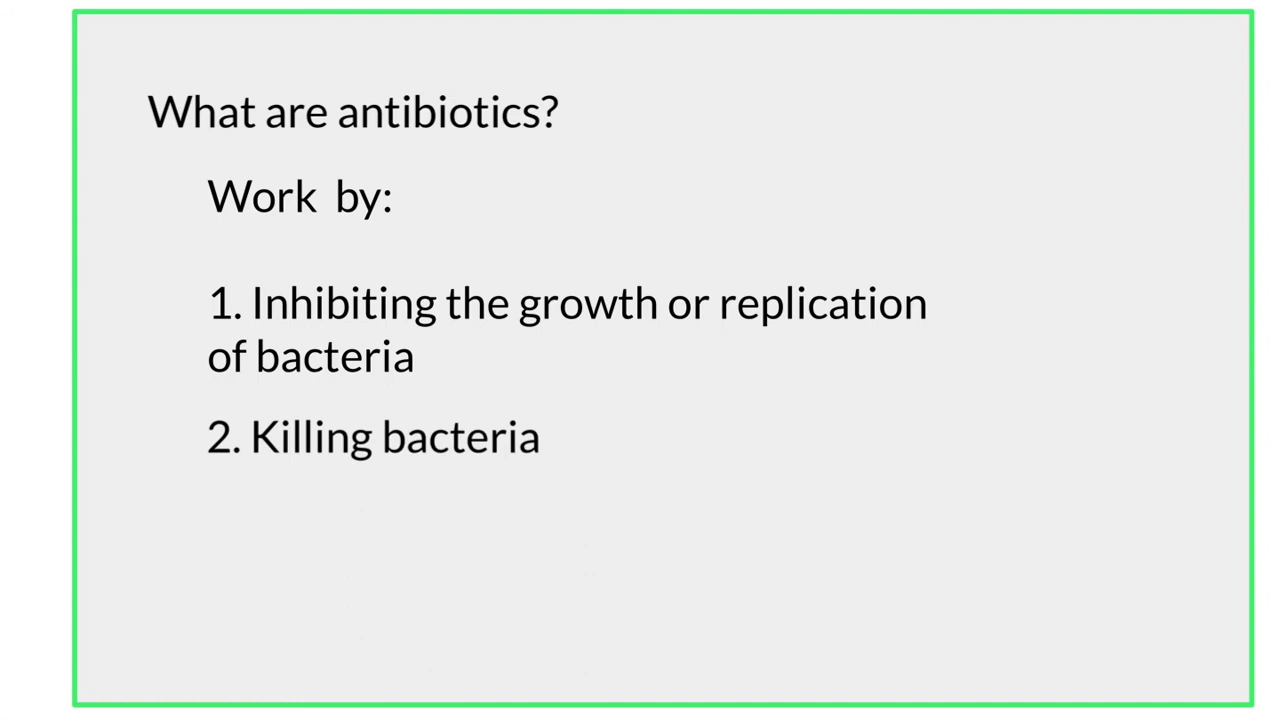 What are antibiotics?
Work by:
1. Inhibiting the growth or replication
of bacteria
2. Killing bacteria